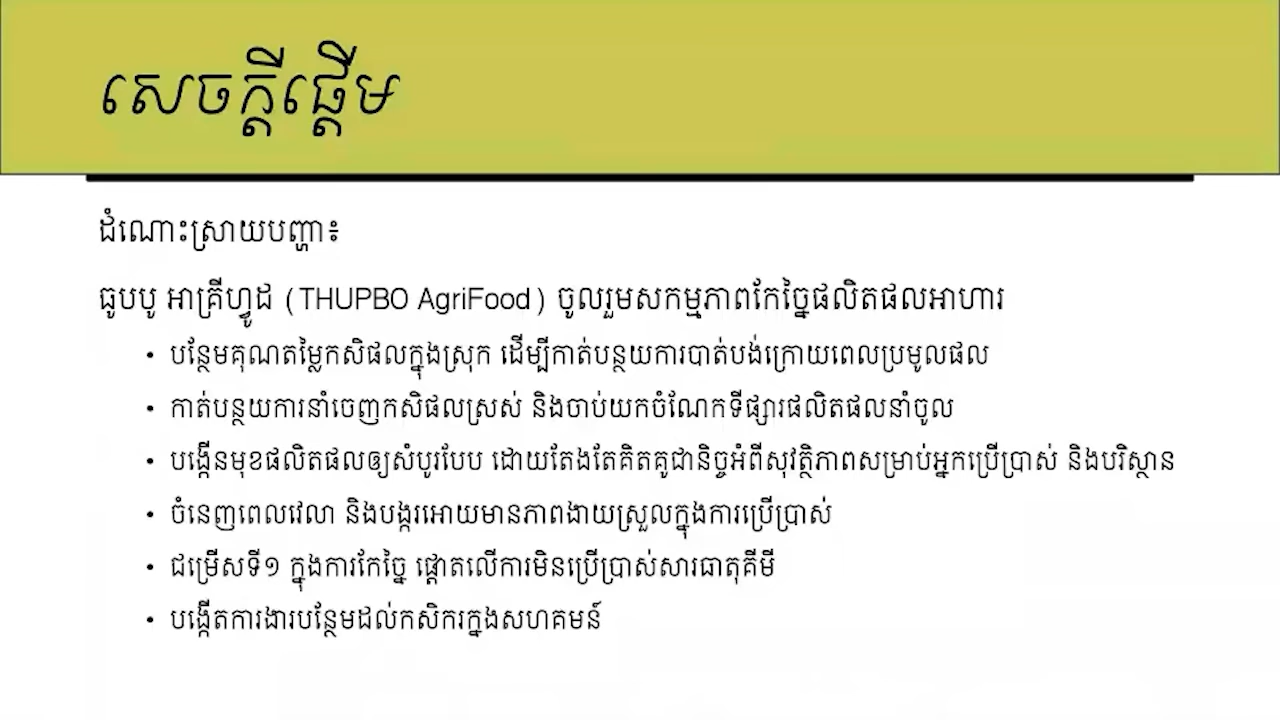 សេចក្តីផ្តើម
ដំណោះស្រាយបញ្ហា៖
ធូបបូ អាគ្រីហ្វូដ (THUPBO AgriFood) ចូលរួមសកម្មភាពកែច្នៃផលិតផលអាហារ
• បន្ថែមគុណតម្លៃកសិផលក្នុងស្រុក ដើម្បីកាត់បន្ថយការបាត់បង់ក្រោយពេលប្រមូលផល
• កាត់បន្ថយការនាំចេញកសិផលស្រស់ និងចាប់យកចំណែកទីផ្សារផលិតផលនាំចូល
• បង្កើនមុខផលិតផលឲ្យសំបូរបែប ដោយតែងតែគិតគូជានិច្ចអំពីសុវត្ថិភាពសម្រាប់អ្នកប្រើប្រាស់ និងបរិស្ថាន
• ចំនេញពេលវេលា និងបង្ករអោយមានភាពងាយស្រួលក្នុងការប្រើប្រាស់
• ជម្រើសទី១ ក្នុងការកែច្នៃ ផ្តោតលើការមិនប្រើប្រាស់សារធាតុគីមី
• បង្កើតការងារបន្ថែមដល់កសិករក្នងសហគមន៍